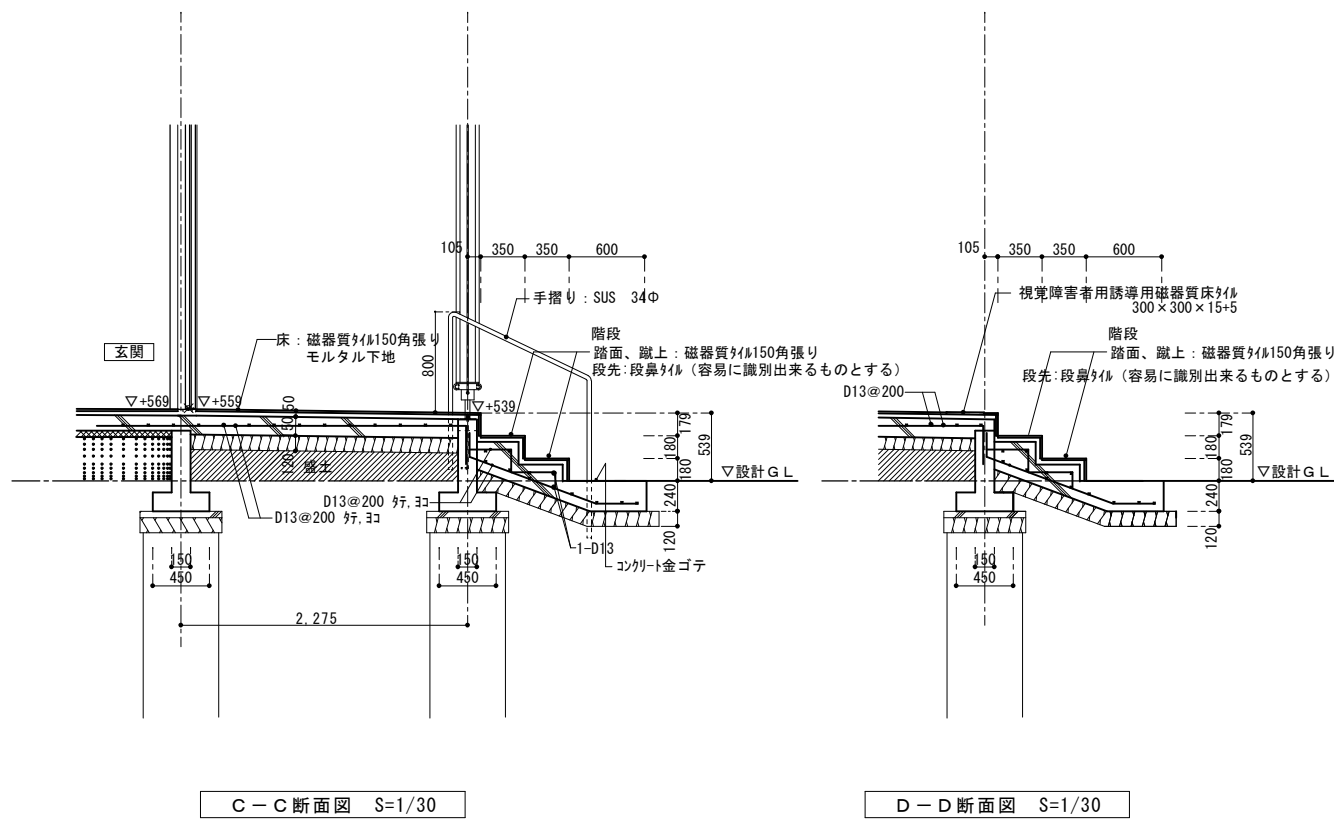 105
350
350
600
手摺り：SUS 34Φ
玄関
床：磁器質ﾀｲﾙ150角張り
モルタル下地
階段
踏面、蹴上：磁器質ﾀｲﾙ150角張り
段先:段鼻ﾀｲﾙ（容易に識別出来るものとする）
800
▽+569
▽+559
50
150
▽+539
120
盛土
179
180
180
539
▽設計ＧＬ
240
120
D13@200 ﾀﾃ,ﾖｺ
D13@200 ﾀﾃ,ﾖｺ
1-D13
ｺﾝｸﾘｰﾄ金ゴテ
150
450
150
450
2,275
Ｃ－Ｃ断面図 S=1/30
105
350
350
600
視覚障害者用誘導用磁器質床ﾀｲﾙ
300×300×15+5
階段
踏面、蹴上：磁器質ﾀｲﾙ150角張り
段先:段鼻ﾀｲﾙ（容易に識別出来るものとする）
D13@200
179
180
180
539
▽設計ＧＬ
240
120
150
450
Ｄ－Ｄ断面図 S=1/30